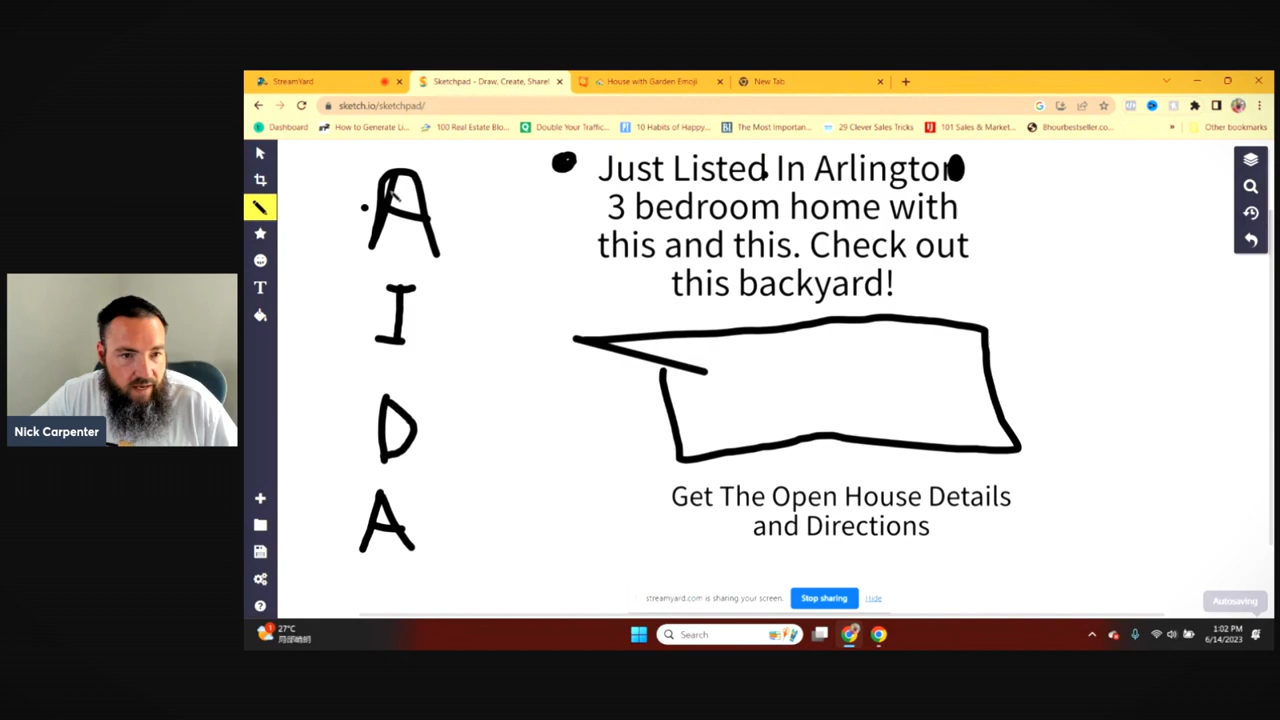 StreamYard
Sketchpad - Draw, Create, Share!
House with Garden Emoji
New Tab
sketch.io/sketchpad/
Dashboard
How to Generate Li...
100 Real Estate Blo...
Double Your Traffic...
10 Habits of Happy...
The Most Importan...
29 Clever Sales Tricks
101 Sales & Market...
8hourbestseller.co...
Other bookmarks
A
I
D
A
Just Listed In Arlington
3 bedroom home with
this and this. Check out
this backyard!
Get The Open House Details
and Directions
Nick Carpenter
streamyard.com is sharing your screen.
Stop sharing
Hide
Autosaving
27°C
Search
1:02 PM
6/14/2023